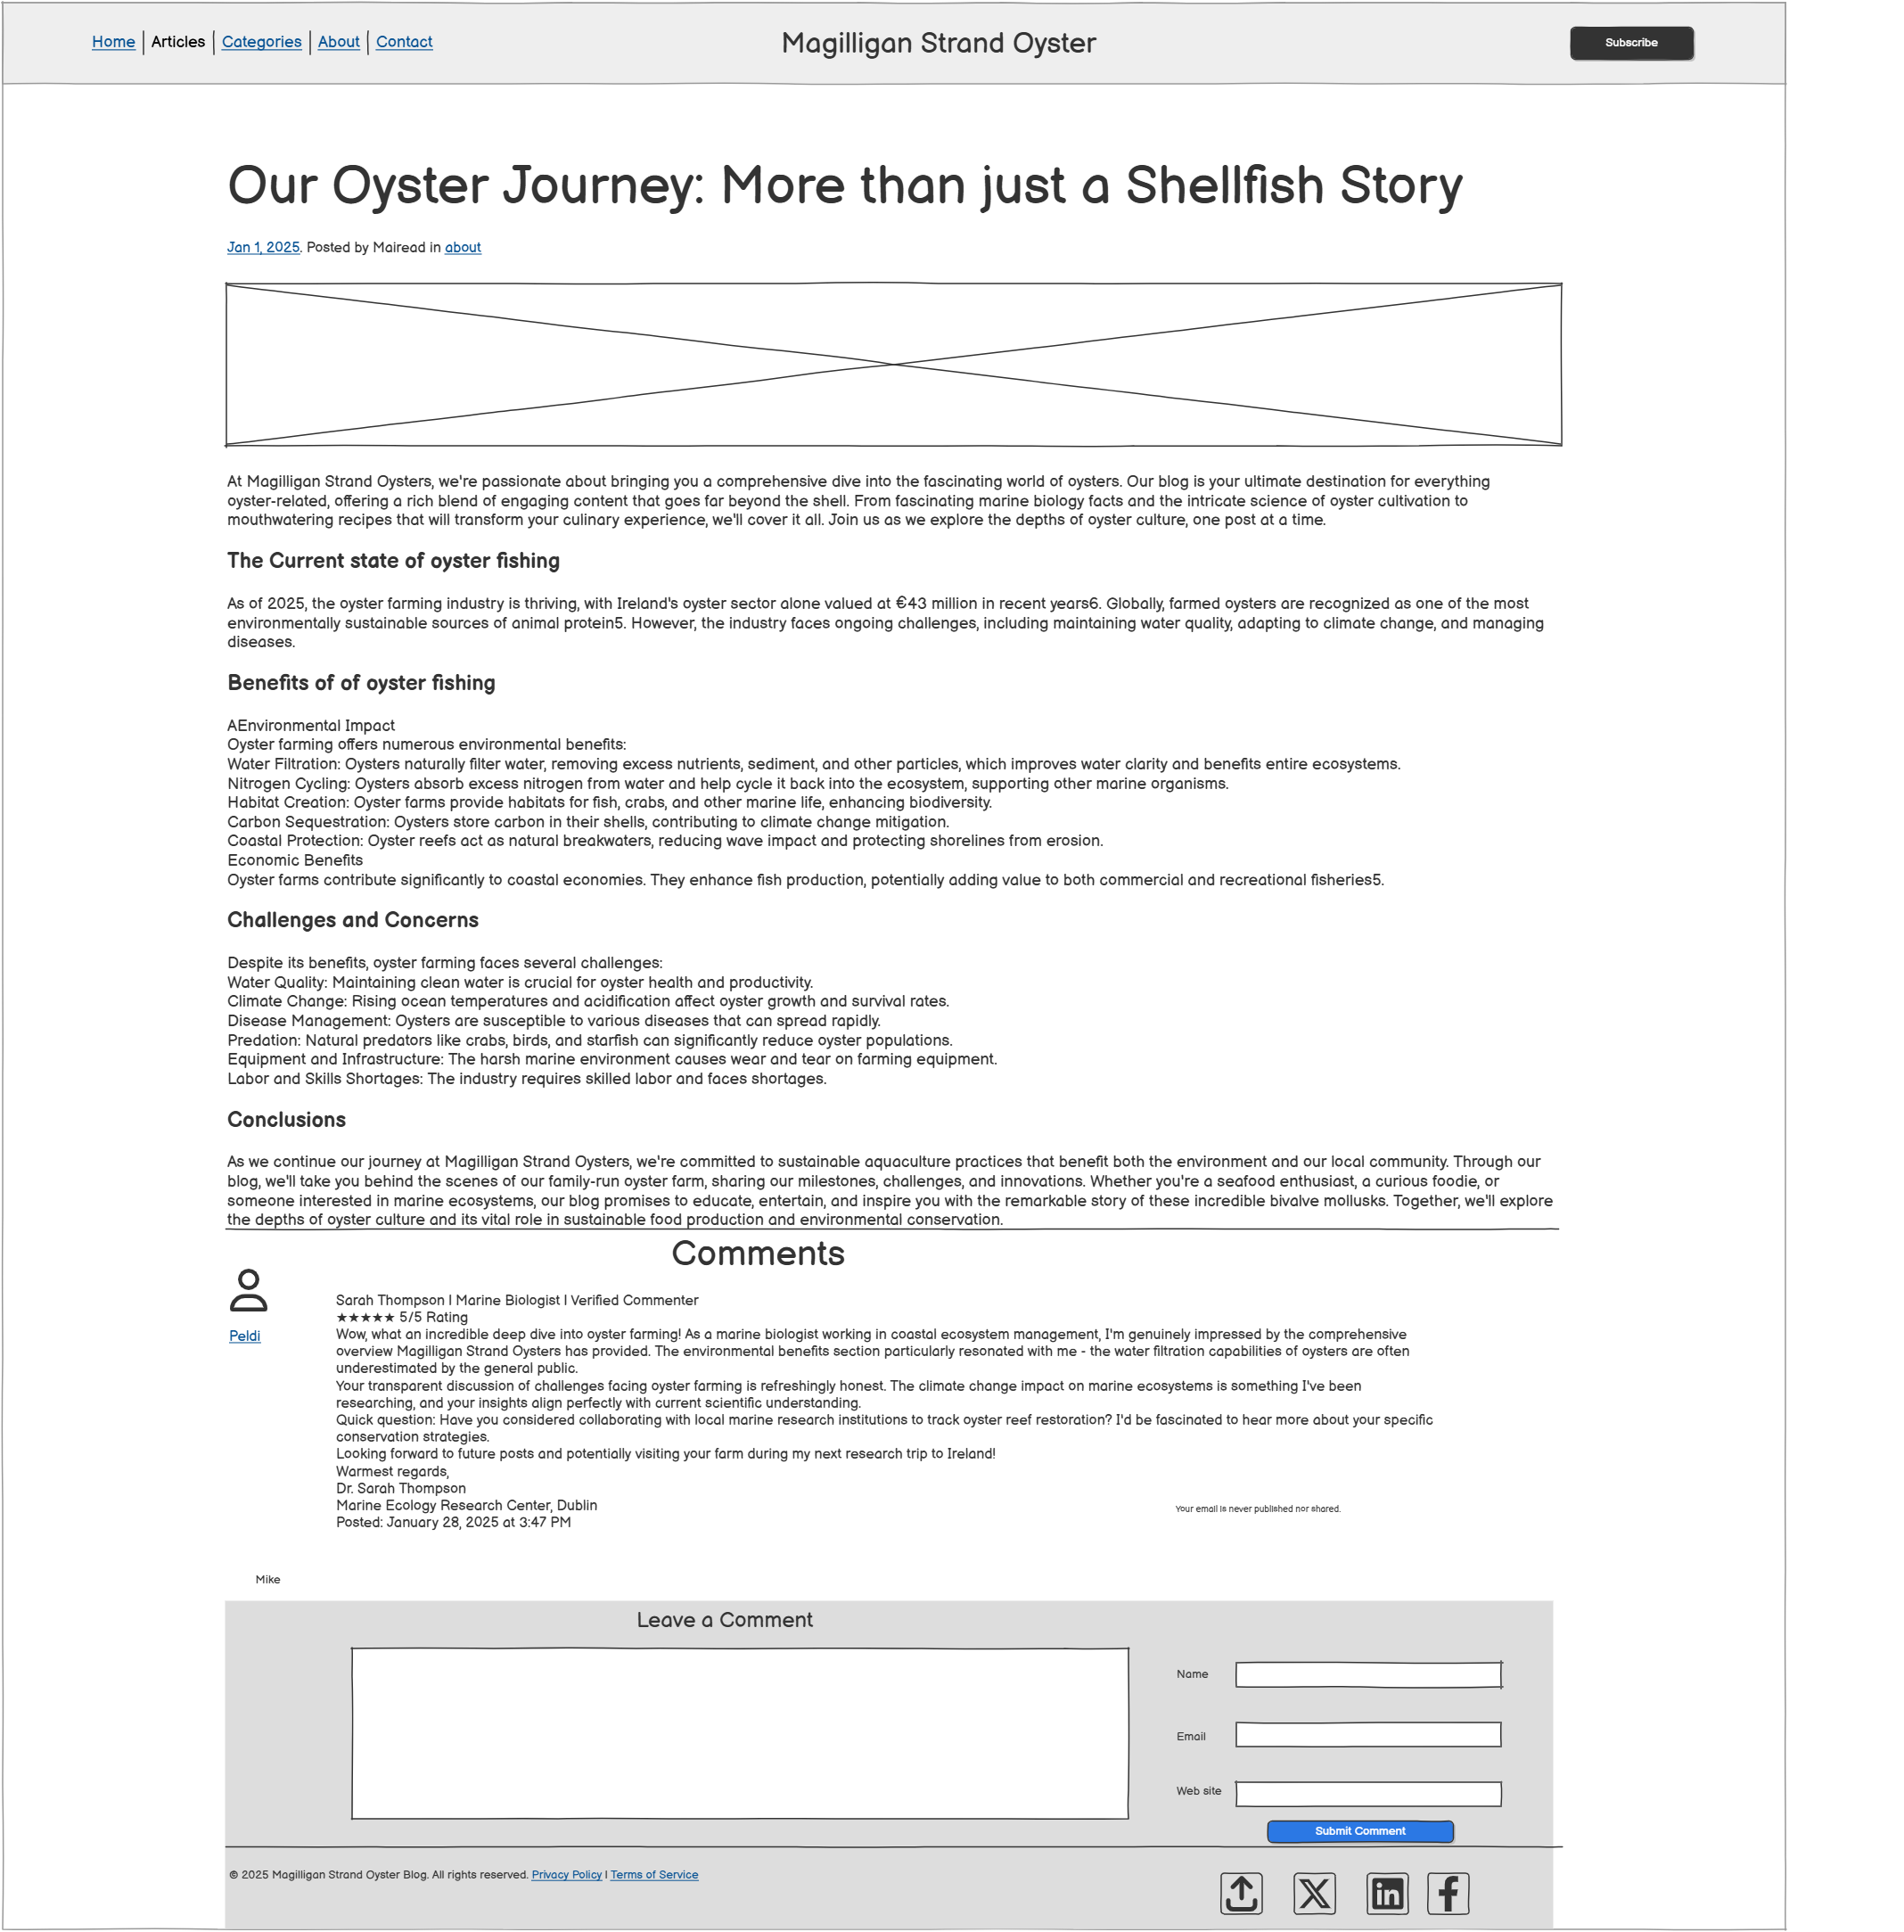 Home | Articles | Categories | About | Contact
Magilligan Strand Oyster
Subscribe
Our Oyster Journey: More than just a Shellfish Story
Jan 1, 2025. Posted by Mairead in about
At Magilligan Strand Oysters, we're passionate about bringing you a comprehensive dive into the fascinating world of oysters. Our blog is your ultimate destination for everything
oyster-related, offering a rich blend of engaging content that goes far beyond the shell. From fascinating marine biology facts and the intricate science of oyster cultivation to
mouthwatering recipes that will transform your culinary experience, we'll cover it all. Join us as we explore the depths of oyster culture, one post at a time.
The Current state of oyster fishing
As of 2025, the oyster farming industry is thriving, with Ireland's oyster sector alone valued at €43 million in recent years6. Globally, farmed oysters are recognized as one of the most
environmentally sustainable sources of animal protein5. However, the industry faces ongoing challenges, including maintaining water quality, adapting to climate change, and managing
diseases.
Benefits of of oyster fishing
AEnvironmental Impact
Oyster farming offers numerous environmental benefits:
Water Filtration: Oysters naturally filter water, removing excess nutrients, sediment, and other particles, which improves water clarity and benefits entire ecosystems.
Nitrogen Cycling: Oysters absorb excess nitrogen from water and help cycle it back into the ecosystem, supporting other marine organisms.
Habitat Creation: Oyster farms provide habitats for fish, crabs, and other marine life, enhancing biodiversity.
Carbon Sequestration: Oysters store carbon in their shells, contributing to climate change mitigation.
Coastal Protection: Oyster reefs act as natural breakwaters, reducing wave impact and protecting shorelines from erosion.
Economic Benefits
Oyster farms contribute significantly to coastal economies. They enhance fish production, potentially adding value to both commercial and recreational fisheries5.
Challenges and Concerns
Despite its benefits, oyster farming faces several challenges:
Water Quality: Maintaining clean water is crucial for oyster health and productivity.
Climate Change: Rising ocean temperatures and acidification affect oyster growth and survival rates.
Disease Management: Oysters are susceptible to various diseases that can spread rapidly.
Predation: Natural predators like crabs, birds, and starfish can significantly reduce oyster populations.
Equipment and Infrastructure: The harsh marine environment causes wear and tear on farming equipment.
Labor and Skills Shortages: The industry requires skilled labor and faces shortages.
Conclusions
As we continue our journey at Magilligan Strand Oysters, we're committed to sustainable aquaculture practices that benefit both the environment and our local community. Through our
blog, we'll take you behind the scenes of our family-run oyster farm, sharing our milestones, challenges, and innovations. Whether you're a seafood enthusiast, a curious foodie, or
someone interested in marine ecosystems, our blog promises to educate, entertain, and inspire you with the remarkable story of these incredible bivalve mollusks. Together, we'll explore
the depths of oyster culture and its vital role in sustainable food production and environmental conservation.
Comments
Peldi
Sarah Thompson | Marine Biologist | Verified Commenter
★★★★★ 5/5 Rating
Wow, what an incredible deep dive into oyster farming! As a marine biologist working in coastal ecosystem management, I'm genuinely impressed by the comprehensive
overview Magilligan Strand Oysters has provided. The environmental benefits section particularly resonated with me - the water filtration capabilities of oysters are often
underestimated by the general public.
Your transparent discussion of challenges facing oyster farming is refreshingly honest. The climate change impact on marine ecosystems is something I've been
researching, and your insights align perfectly with current scientific understanding.
Quick question: Have you considered collaborating with local marine research institutions to track oyster reef restoration? I'd be fascinated to hear more about your specific
conservation strategies.
Looking forward to future posts and potentially visiting your farm during my next research trip to Ireland!
Warmest regards,
Dr. Sarah Thompson
Marine Ecology Research Center, Dublin
Posted: January 28, 2025 at 3:47 PM
Your email is never published nor shared.
Mike
Leave a Comment
Name
Email
Web site
Submit Comment
© 2025 Magilligan Strand Oyster Blog. All rights reserved. Privacy Policy | Terms of Service